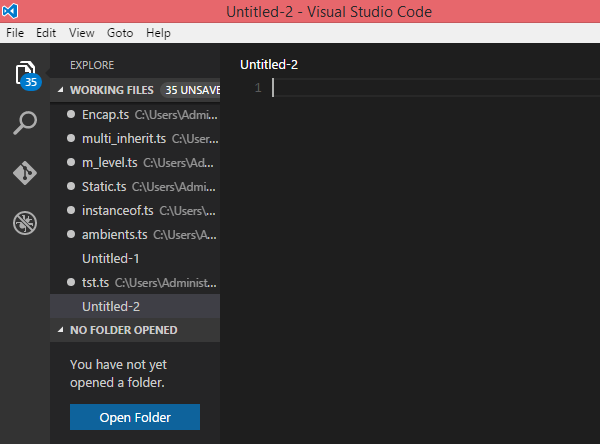 Untitled-2 - Visual Studio Code
File Edit View Goto Help
35
EXPLORE
WORKING FILES 35 UNSAVE
Encap.ts C:\Users\Admi...
multi_inherit.ts C:\User...
m_level.ts C:\Users\Ad...
Static.ts C:\Users\Admin...
instanceof.ts C:\Users\...
ambients.ts C:\Users\A...
Untitled-1
tst.ts C:\Users\Administ...
Untitled-2
NO FOLDER OPENED
You have not yet
opened a folder.
Open Folder
Untitled-2
1